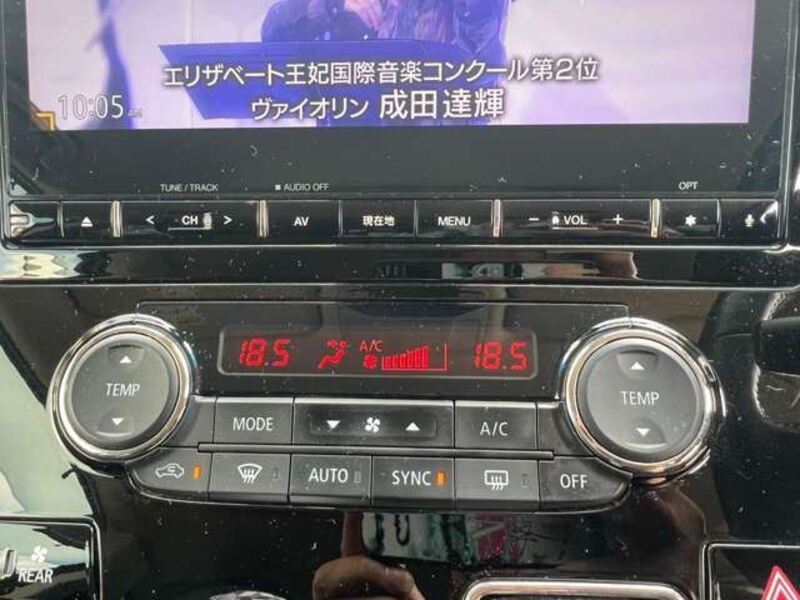 エリザベート王妃国際音楽コンクール第2位
10:05 AM
ヴァイオリン 成田達輝
TUNE / TRACK
■ AUDIO OFF
OPT
< CH >
AV
現在地
MENU
− VOL +
18.5
A/C
18.5
TEMP
TEMP
MODE
A/C
AUTO
SYNC
OFF
REAR